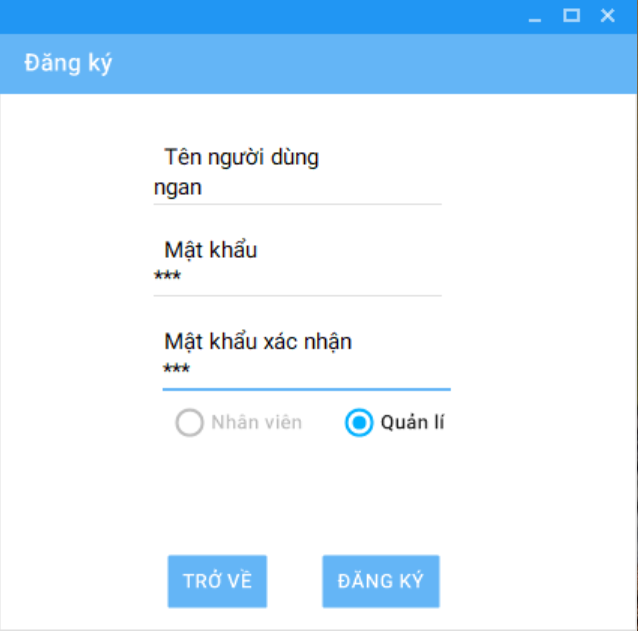 Đăng ký
Tên người dùng
ngan
Mật khẩu
***
Mật khẩu xác nhận
***
Nhân viên Quản lí
TRỞ VỀ ĐĂNG KÝ